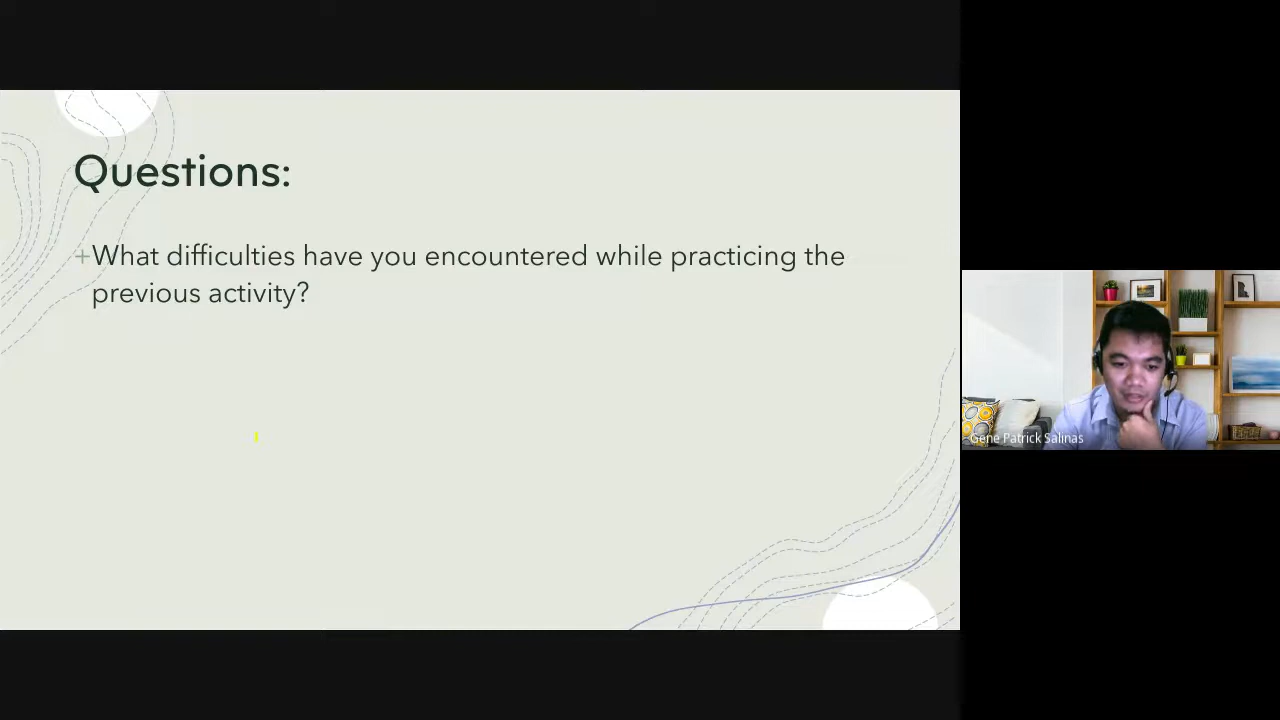 Questions:
+What difficulties have you encountered while practicing the
previous activity?
Gene Patrick Salinas